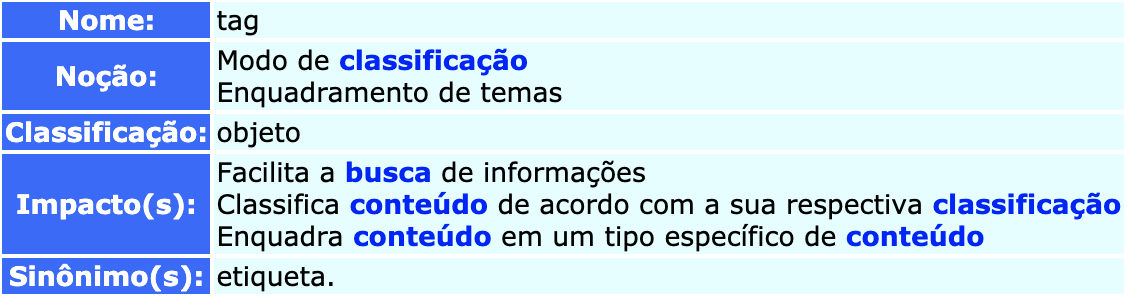 Nome: tag
Noção: Modo de classificação
Enquadramento de temas
Classificação: objeto
Impacto(s): Facilita a busca de informações
Classifica conteúdo de acordo com a sua respectiva classificação
Enquadra conteúdo em um tipo específico de conteúdo
Sinônimo(s): etiqueta.